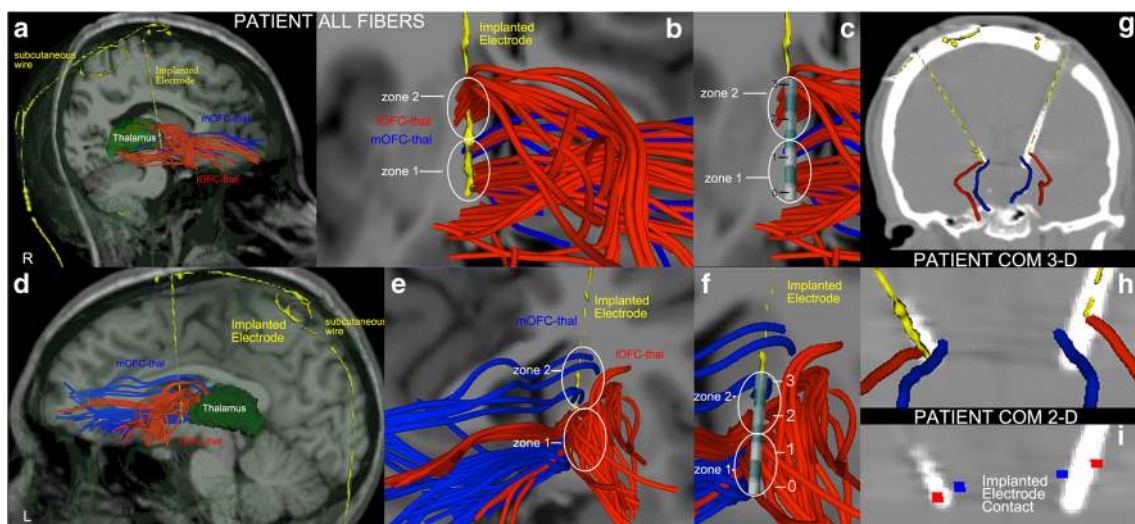 PATIENT ALL FIBERS
a
subcutaneous
wire
Implanted
Electrode
mOFC-thal
Thalamus
lOFC-thal
R
b
Implanted
Electrode
zone 2
lOFC-thal
mOFC-thal
zone 1
c
zone 2
1
zone 1
g
PATIENT COM 3-D
d
mOFC-thal
Implanted
Electrode
subcutaneous
wire
Thalamus
L
e
Implanted
Electrode
mOFC-thal
lOFC-thal
zone 2
zone 1
f
Implanted
Electrode
3
zone 2
2
1
zone 1
0
h
PATIENT COM 2-D
i
Implanted
Electrode
Contact